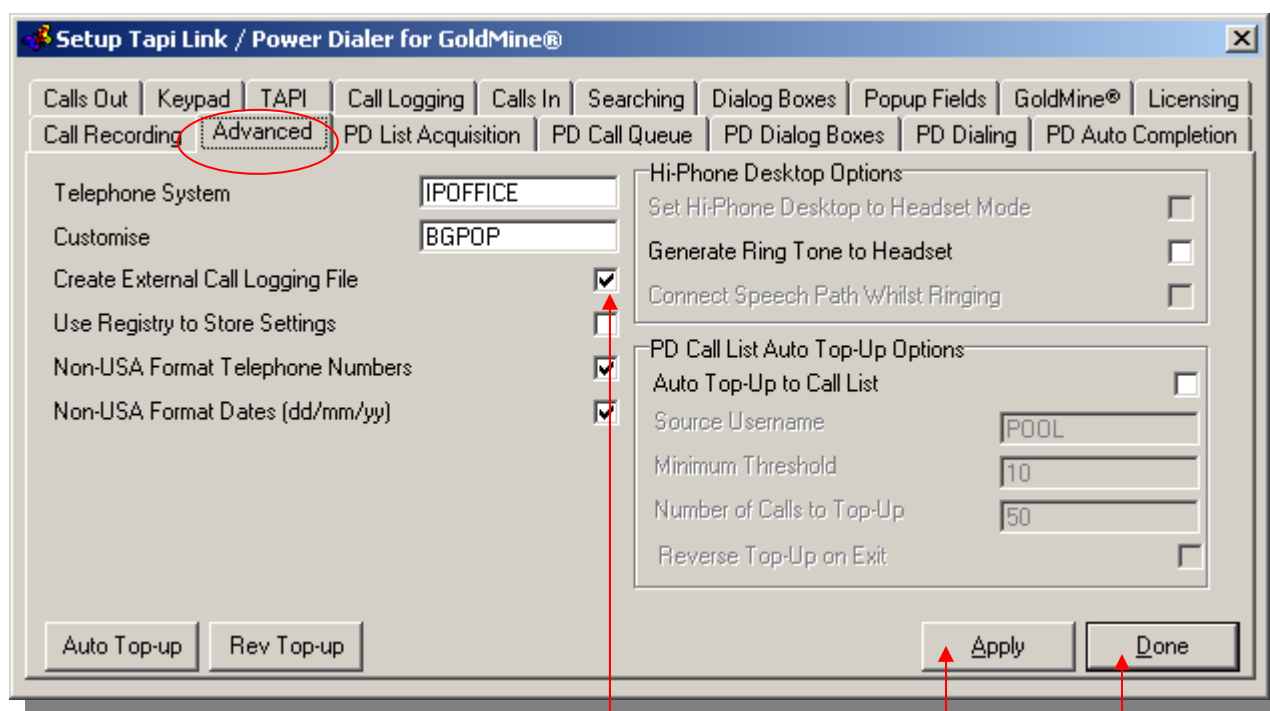 Setup Tapi Link / Power Dialer for GoldMine®
Calls Out Keypad TAPI Call Logging Calls In Searching Dialog Boxes Popup Fields GoldMine® Licensing
Call Recording Advanced PD List Acquisition PD Call Queue PD Dialog Boxes PD Dialing PD Auto Completion
Telephone System IPOFFICE
Customise BGPOP
Create External Call Logging File
Use Registry to Store Settings
Non-USA Format Telephone Numbers
Non-USA Format Dates (dd/mm/yy)
Hi-Phone Desktop Options
Set Hi-Phone Desktop to Headset Mode
Generate Ring Tone to Headset
Connect Speech Path Whilst Ringing
PD Call List Auto Top-Up Options
Auto Top-Up to Call List
Source Username POOL
Minimum Threshold 10
Number of Calls to Top-Up 50
Reverse Top-Up on Exit
Auto Top-up Rev Top-up Apply Done